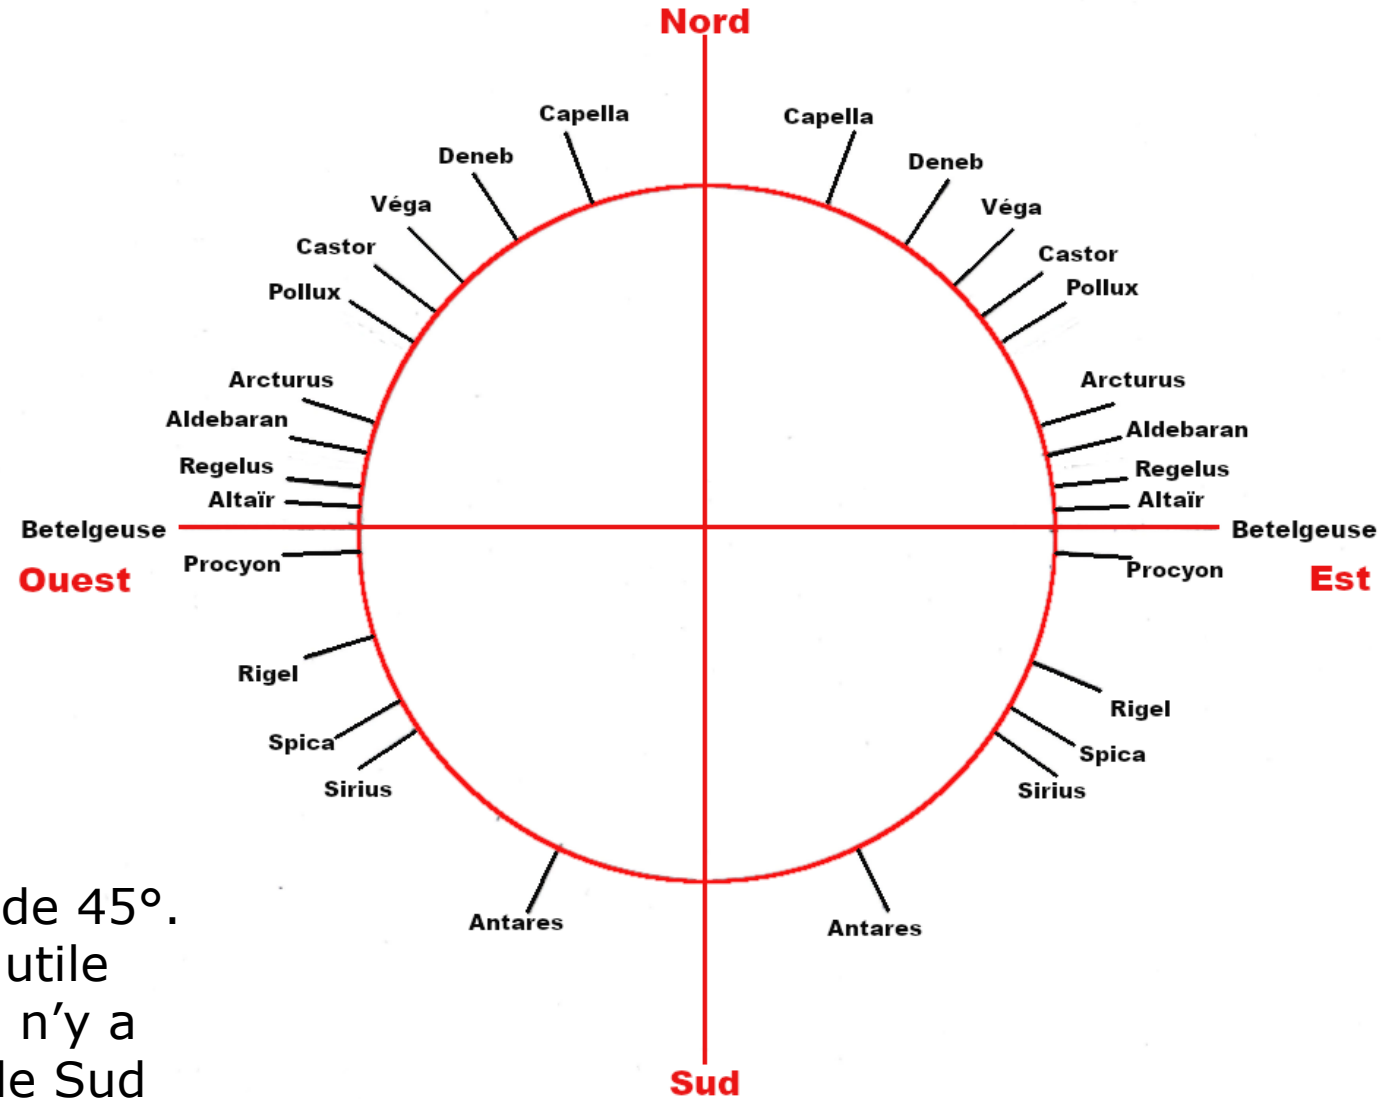 Nord
Capella
Capella
Deneb
Deneb
Véga
Véga
Castor
Castor
Pollux
Pollux
Arcturus
Arcturus
Aldebaran
Aldebaran
Regelus
Regelus
Altaïr
Altaïr
Betelgeuse
Betelgeuse
Procyon
Procyon
Ouest
Est
Rigel
Rigel
Spica
Spica
Sirius
Sirius
Antares
Antares
de 45°.
utile
n’y a
le Sud
Sud